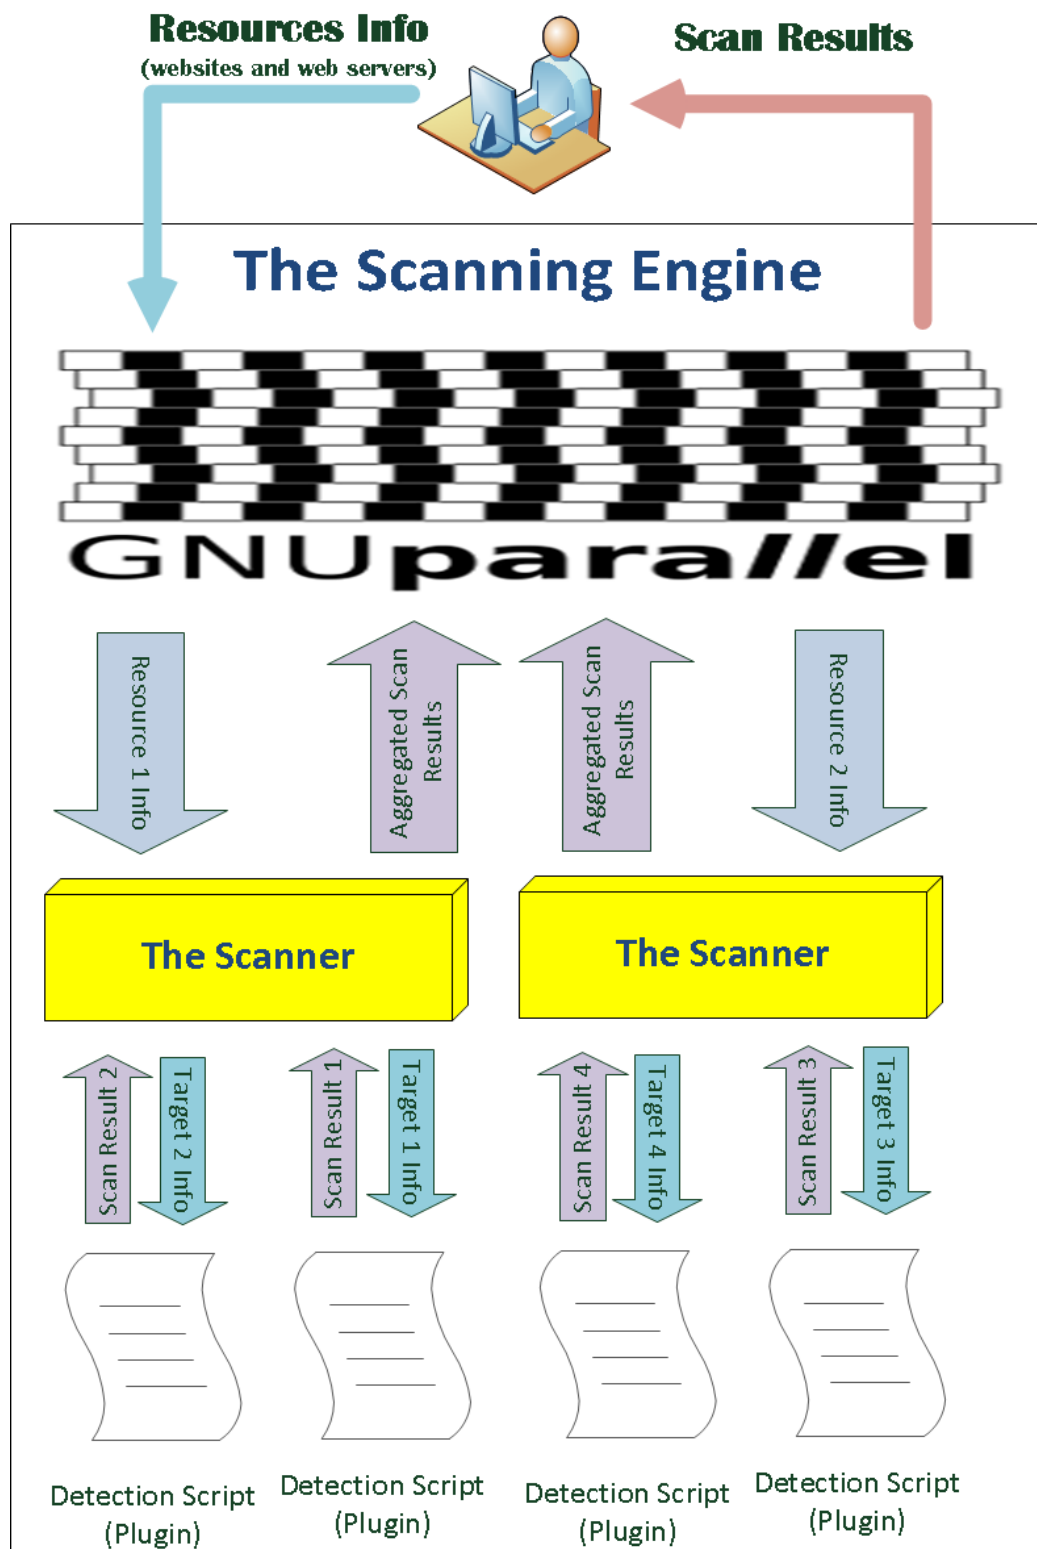 Resources Info
(websites and web servers)
Scan Results
The Scanning Engine
GNUparallel
Resource 1 Info
Aggregated Scan
Results
Aggregated Scan
Results
Resource 2 Info
The Scanner
The Scanner
Scan Result 2
Target 2 Info
Scan Result 1
Target 1 Info
Scan Result 4
Target 4 Info
Scan Result 3
Target 3 Info
Detection Script
(Plugin)
Detection Script
(Plugin)
Detection Script
(Plugin)
Detection Script
(Plugin)